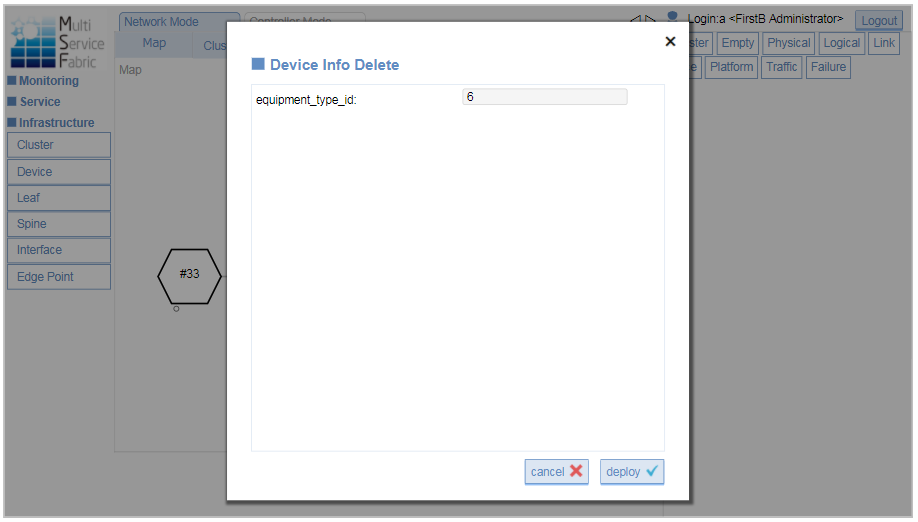 Multi
Service
Fabric
Network Mode
Controller Mode
Login:a <FirstB Administrator>
Logout
Map
Clus
ster
Empty
Physical
Logical
Link
e
Platform
Traffic
Failure
Map
Monitoring
Service
Infrastructure
Cluster
Device
Leaf
Spine
Interface
Edge Point
#33
Device Info Delete
equipment_type_id:
6
cancel
deploy